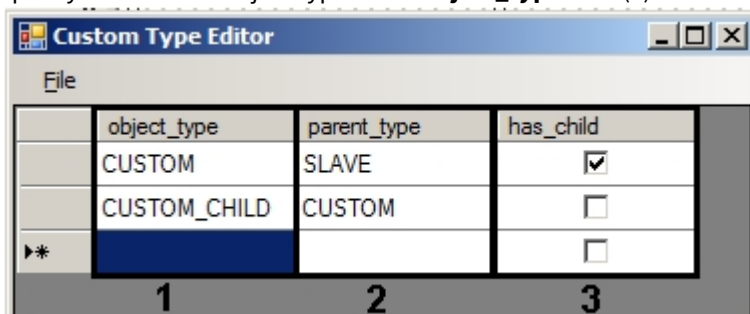 Custom Type Editor
File
object_type parent_type has_child
CUSTOM SLAVE
CUSTOM_CHILD CUSTOM
1 2 3